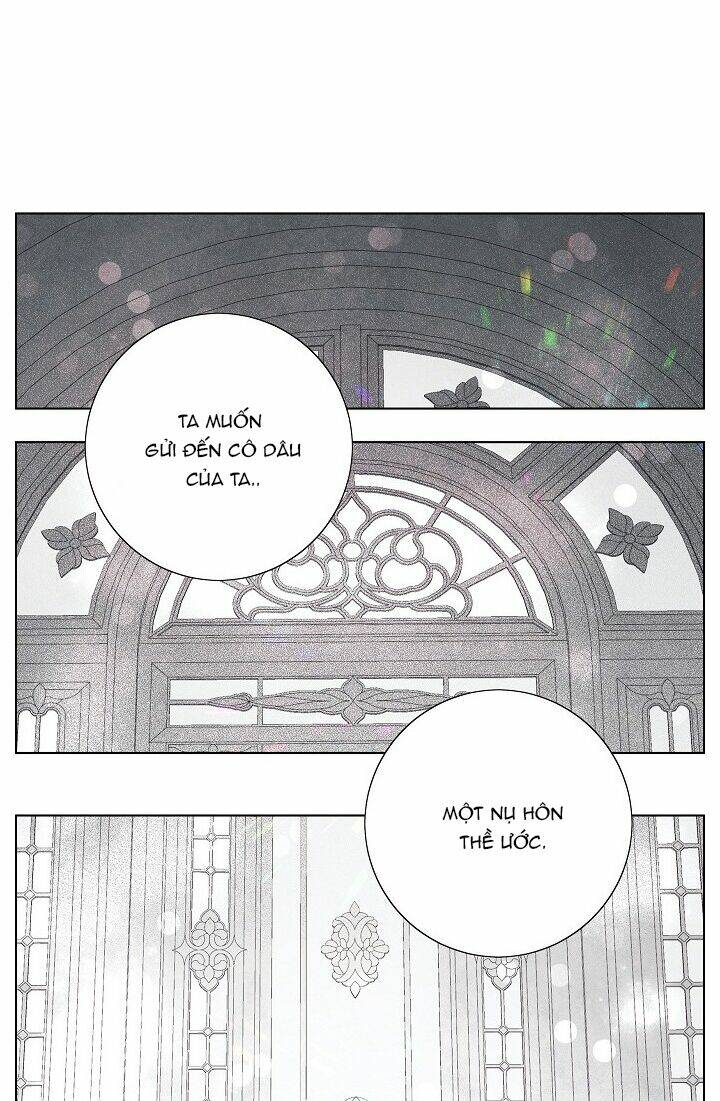 TA MUỐN
GỬI ĐẾN CÔ DÂU
CỦA TA..
MỘT NỤ HÔN
THỀ ƯỚC.